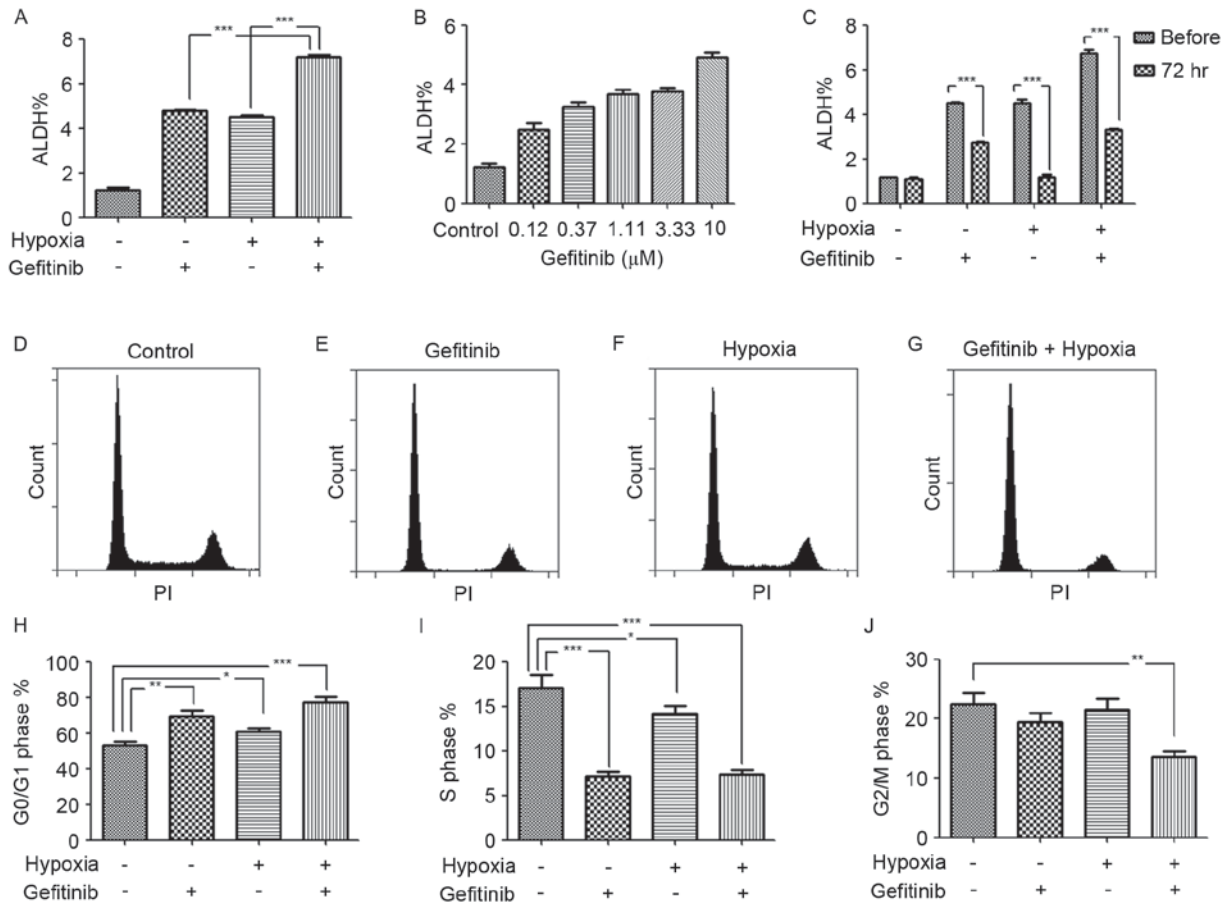 A
***
***
ALDH%
8
6
4
2
0
Hypoxia - - + +
Gefitinib - + - +
B
ALDH%
6
4
2
0
Control 0.12 0.37 1.11 3.33 10
Gefitinib (μM)
C
***
***
***
Before
72 hr
ALDH%
8
6
4
2
0
Hypoxia - - + +
Gefitinib - + - +
D
Control
Count
PI
E
Gefitinib
Count
PI
F
Hypoxia
Count
PI
G
Gefitinib + Hypoxia
Count
PI
H
***
*
**
G0/G1 phase %
100
80
60
40
20
0
Hypoxia - - + +
Gefitinib - + - +
I
***
*
***
S phase %
20
15
10
5
0
Hypoxia - - + +
Gefitinib - + - +
J
**
G2/M phase %
30
20
10
0
Hypoxia - - + +
Gefitinib - + - +